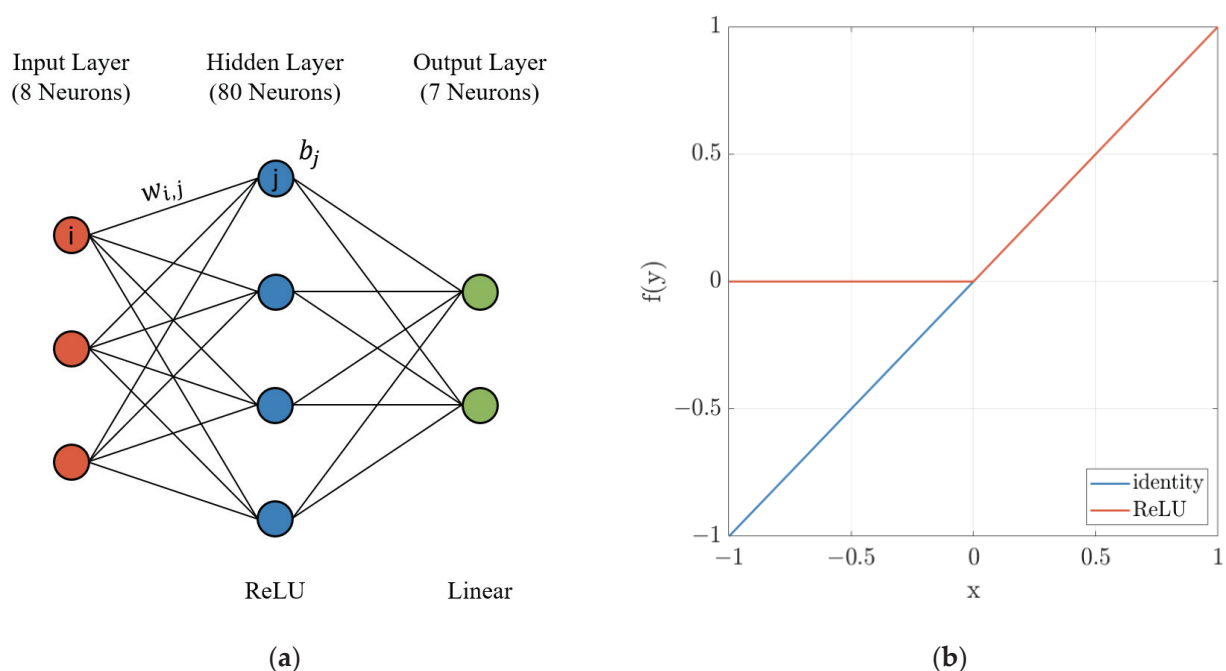 Input Layer
(8 Neurons)
Hidden Layer
(80 Neurons)
Output Layer
(7 Neurons)
b_j
w_{i,j}
j
i
ReLU
Linear
(a)
1
0.5
0
−0.5
−1
f(y)
identity
ReLU
−1
−0.5
0
0.5
1
x
(b)